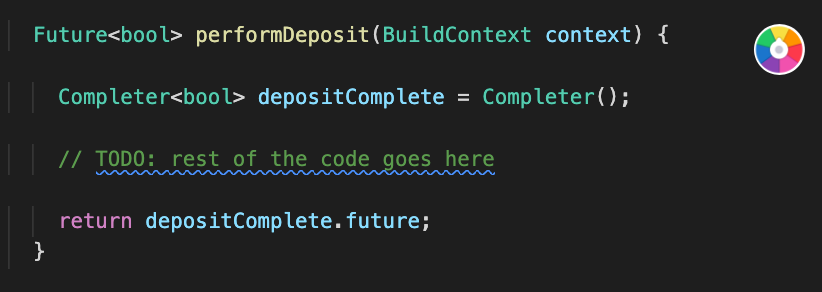 Future<bool> performDeposit(BuildContext context) {
Completer<bool> depositComplete = Completer();
// TODO: rest of the code goes here
return depositComplete.future;
}